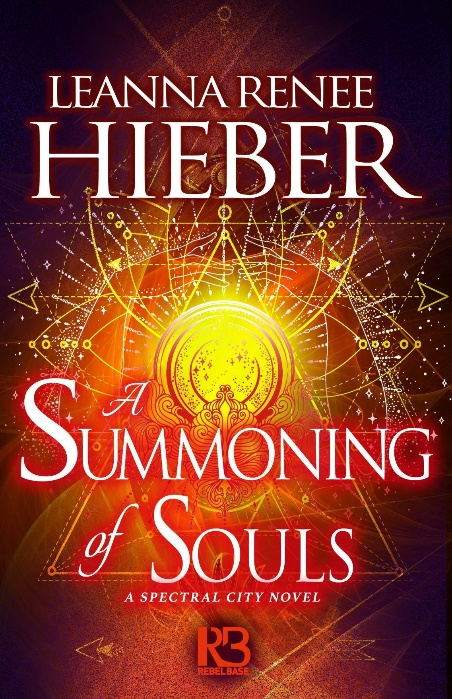 LEANNA RENEE
HIEBER
A
SUMMONING
of SOULS
A SPECTRAL CITY NOVEL
RB
REBEL BASE